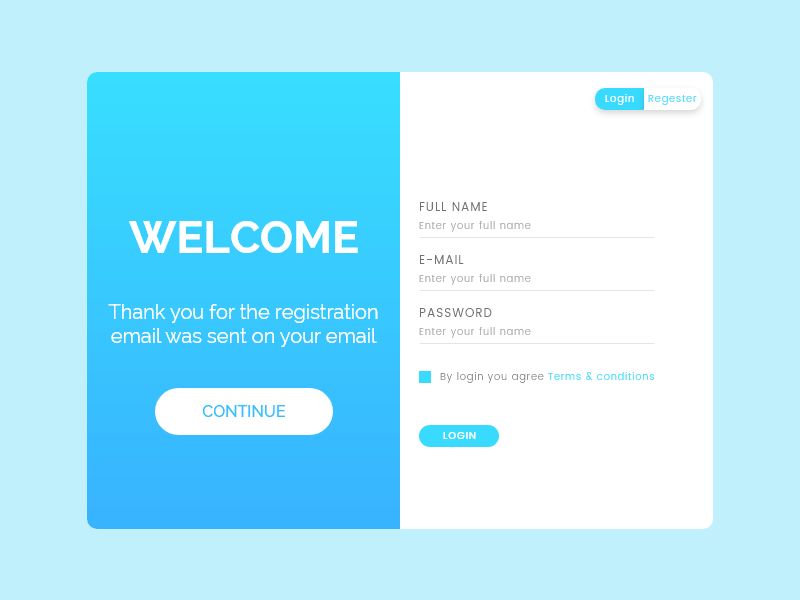 WELCOME
Thank you for the registration
email was sent on your email
CONTINUE
Login Regester
FULL NAME
Enter your full name
E-MAIL
Enter your full name
PASSWORD
Enter your full name
By login you agree Terms & conditions
LOGIN